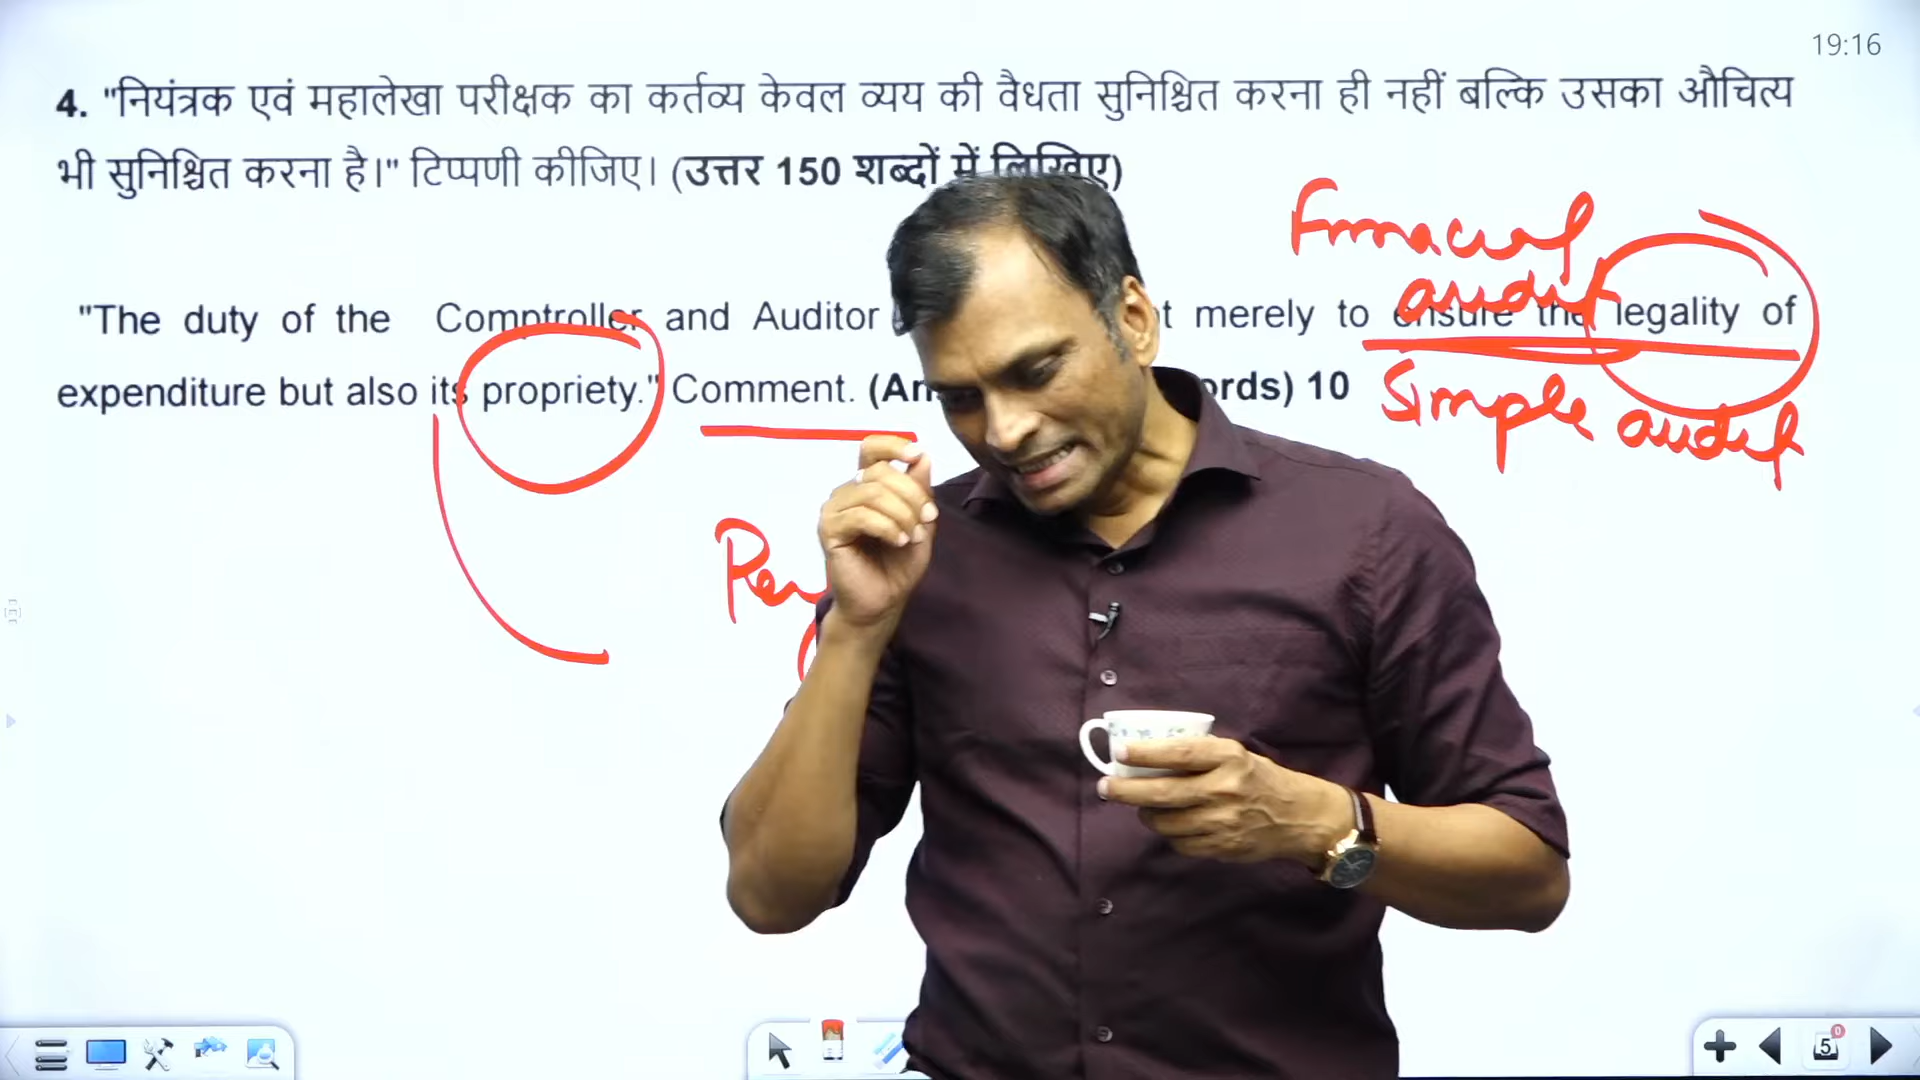 19:16
4. "नियंत्रक एवं महालेखा परीक्षक का कर्तव्य केवल व्यय की वैधता सुनिश्चित करना ही नहीं बल्कि उसका औचित्य
भी सुनिश्चित करना है।" टिप्पणी कीजिए। (उत्तर 150 शब्दों में लिखिए)
Financial
audit
"The duty of the Comptroller and Auditor merely to ensure the legality of
expenditure but also its propriety." Comment. 10
Simple audit
0
5